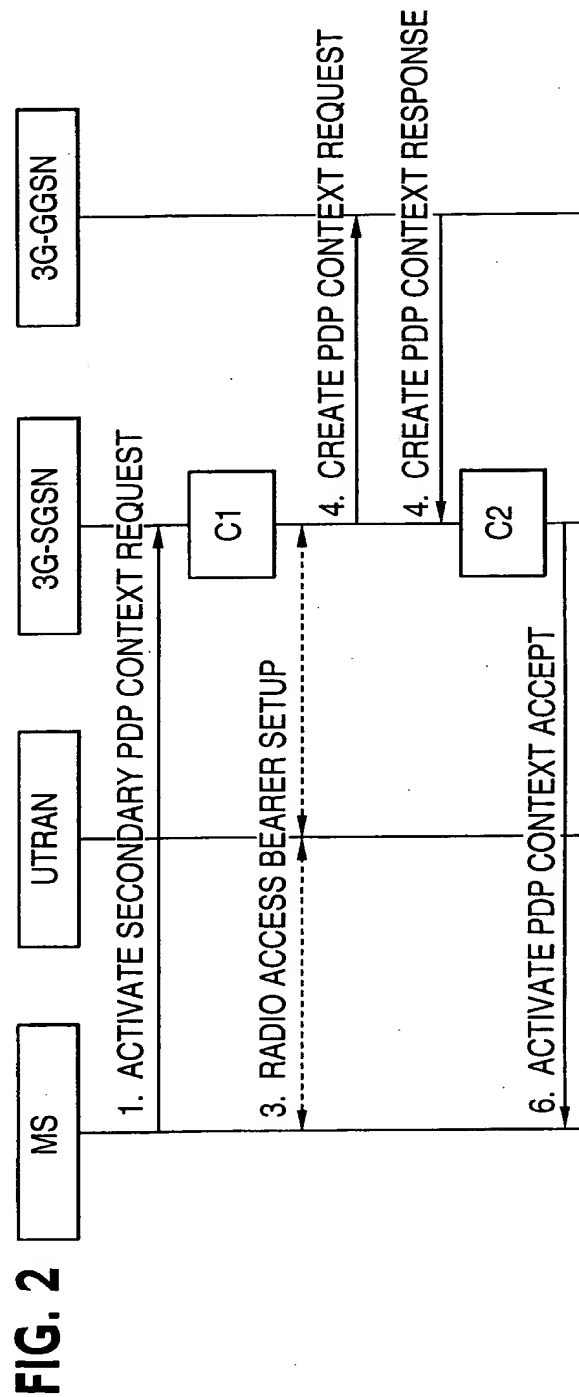 FIG. 2
MS
UTRAN
3G-SGSN
3G-GGSN
1. ACTIVATE SECONDARY PDP CONTEXT REQUEST
C1
3. RADIO ACCESS BEARER SETUP
4. CREATE PDP CONTEXT REQUEST
4. CREATE PDP CONTEXT RESPONSE
C2
6. ACTIVATE PDP CONTEXT ACCEPT